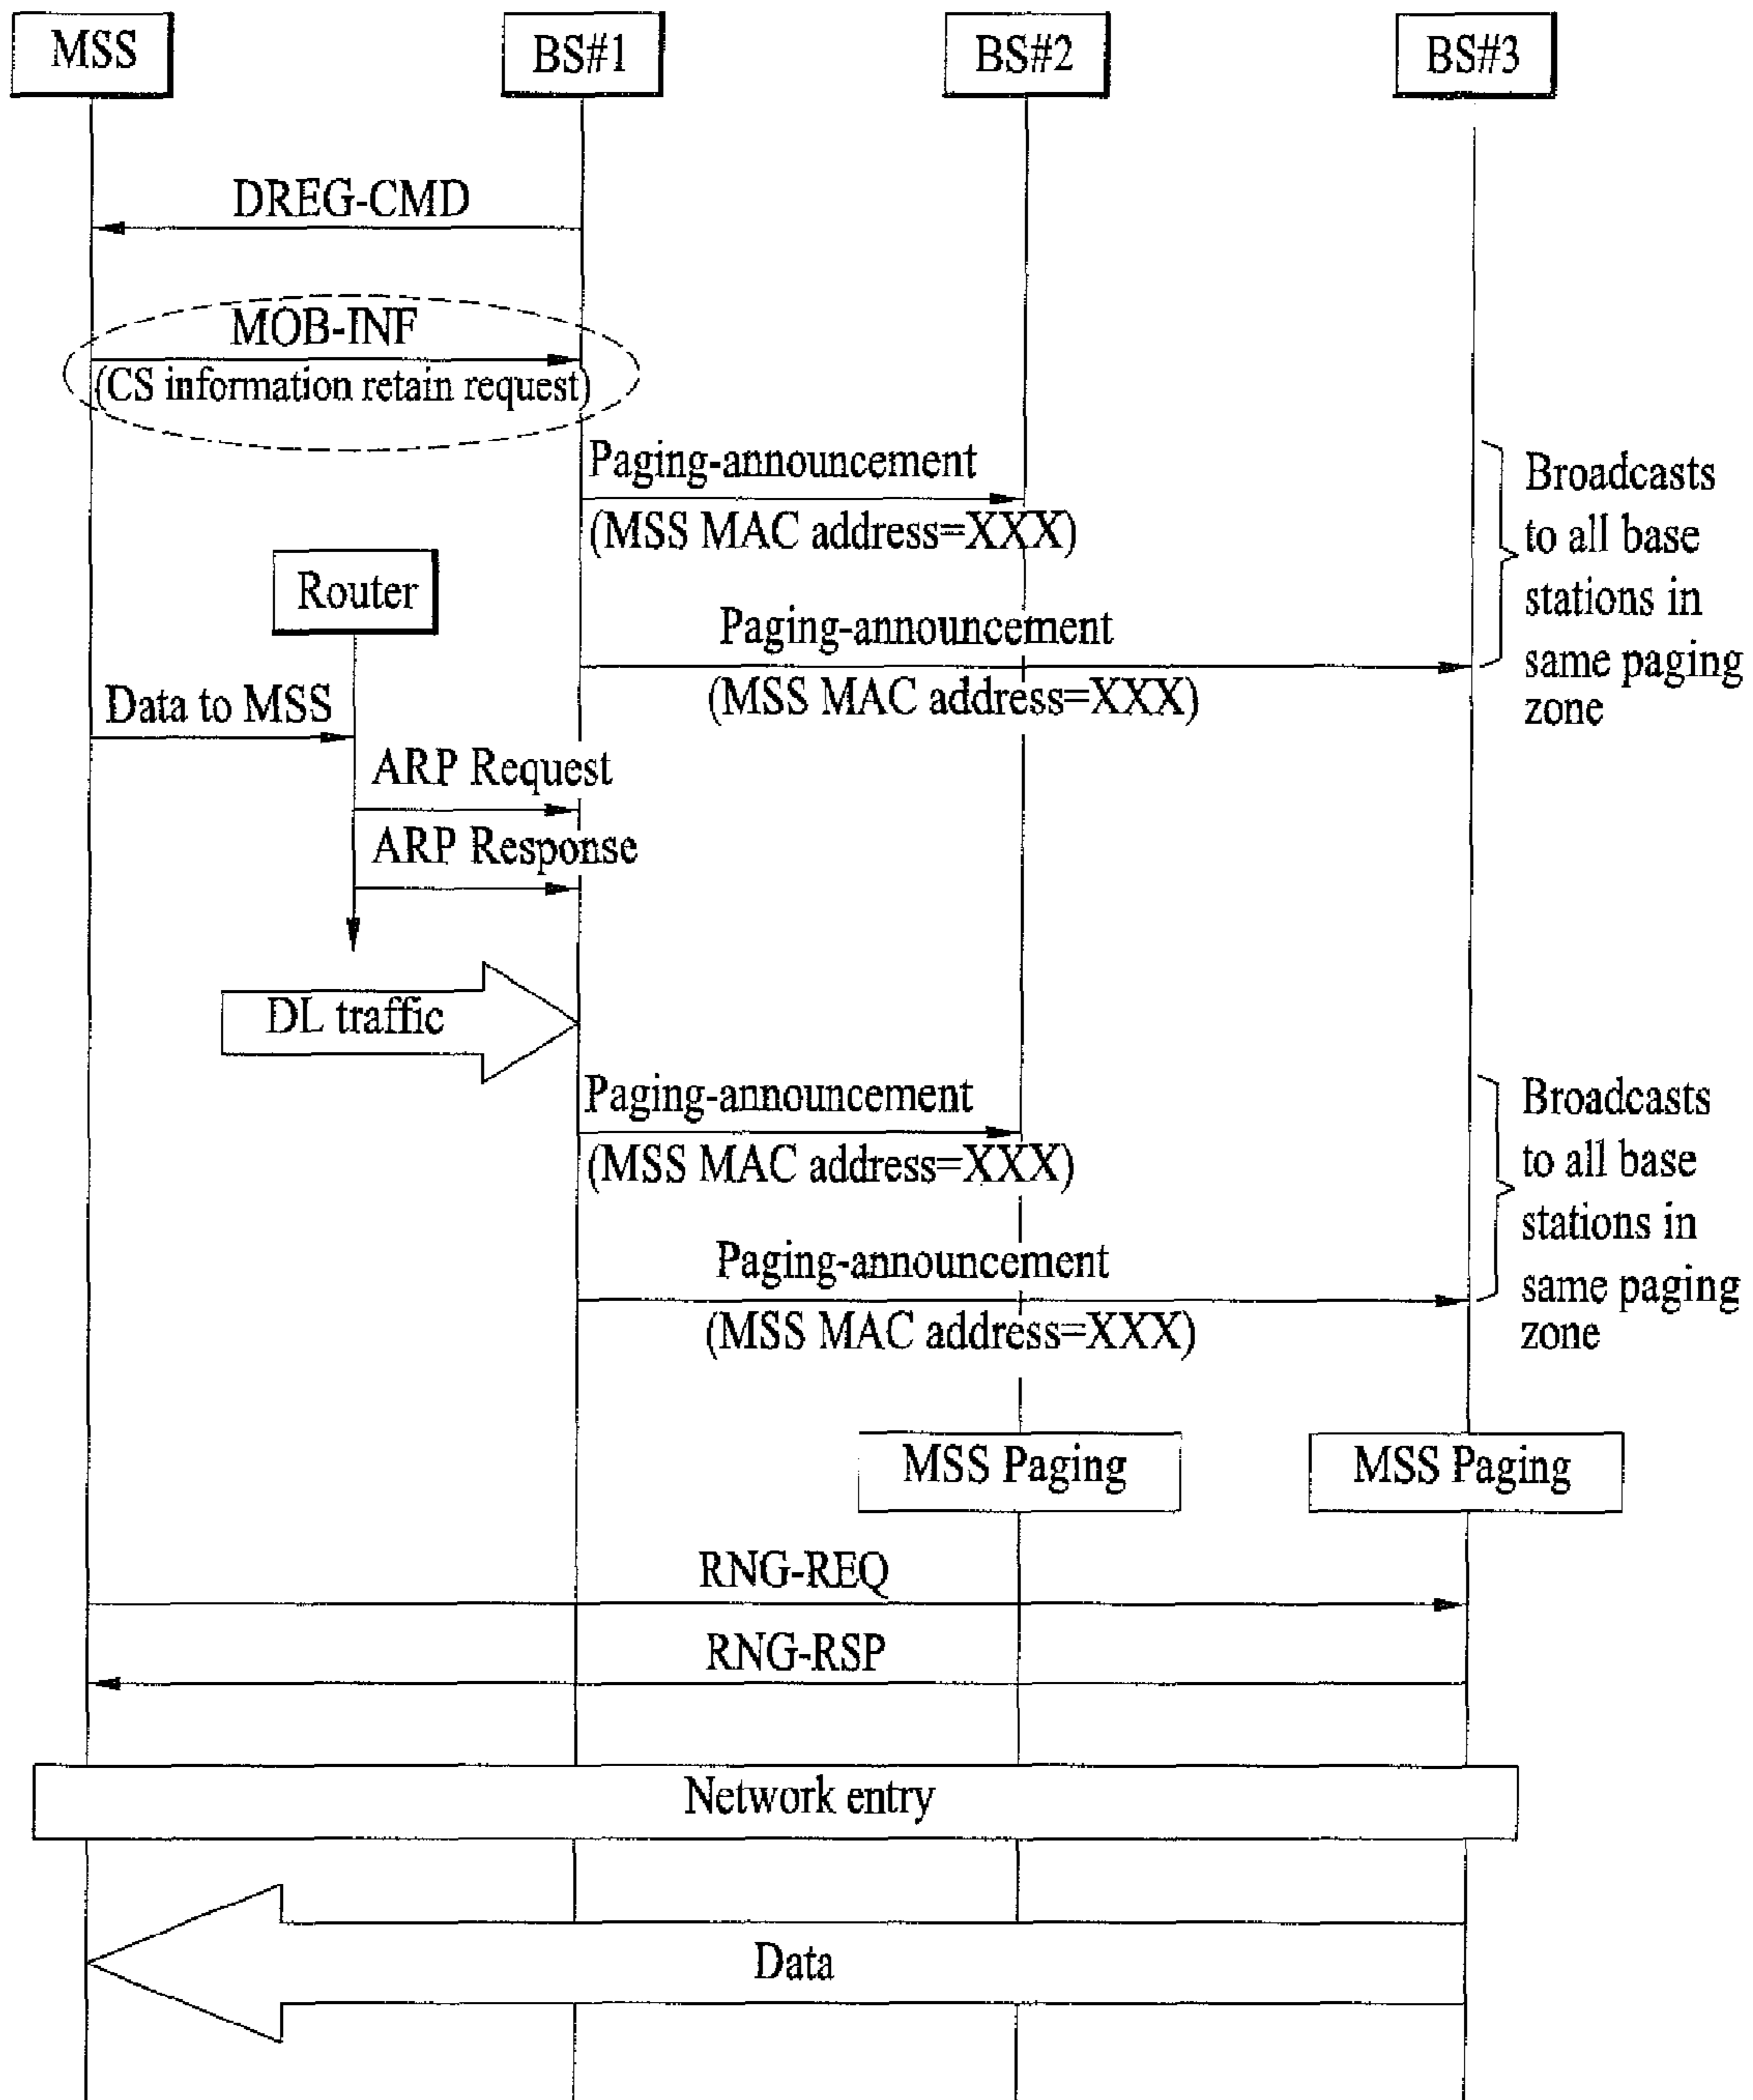 MSS
BS#1
BS#2
BS#3
DREG-CMD
MOB-INF
(CS information retain request)
Paging-announcement
(MSS MAC address=XXX)
Broadcasts
to all base
stations in
same paging
zone
Router
Paging-announcement
(MSS MAC address=XXX)
Data to MSS
ARP Request
ARP Response
DL traffic
Paging-announcement
(MSS MAC address=XXX)
Broadcasts
to all base
stations in
same paging
zone
Paging-announcement
(MSS MAC address=XXX)
MSS Paging
MSS Paging
RNG-REQ
RNG-RSP
Network entry
Data